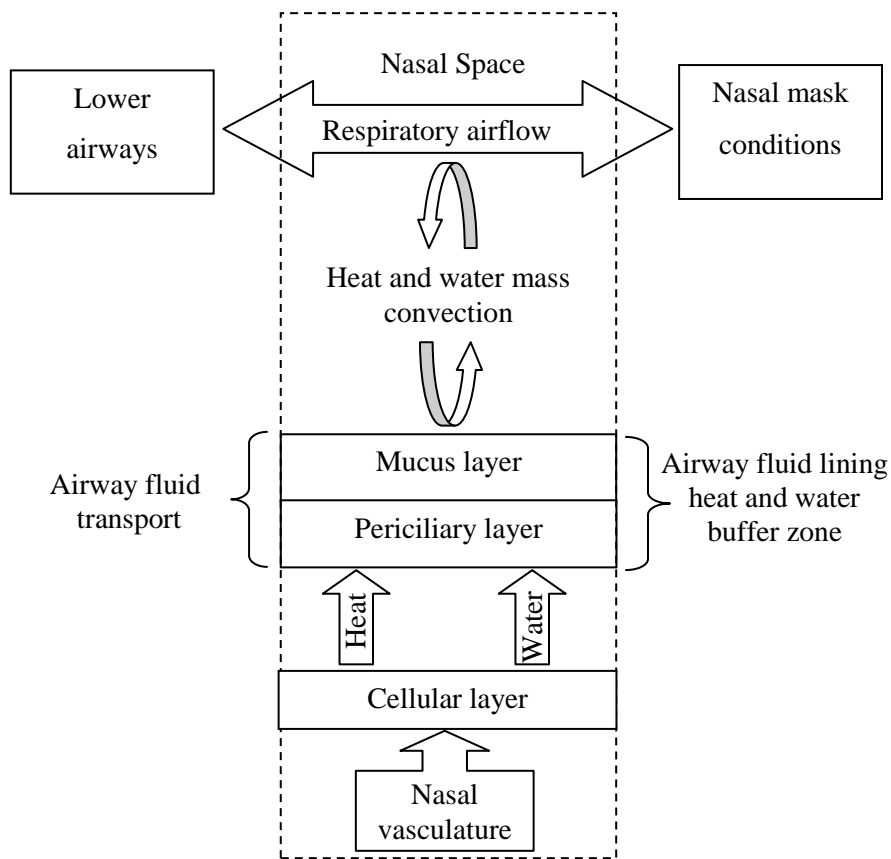 Nasal Space
Lower
airways
Respiratory airflow
Nasal mask
conditions
Heat and water mass
convection
Airway fluid
transport
Mucus layer
Periciliary layer
Airway fluid lining
heat and water
buffer zone
Heat
Water
Cellular layer
Nasal
vasculature